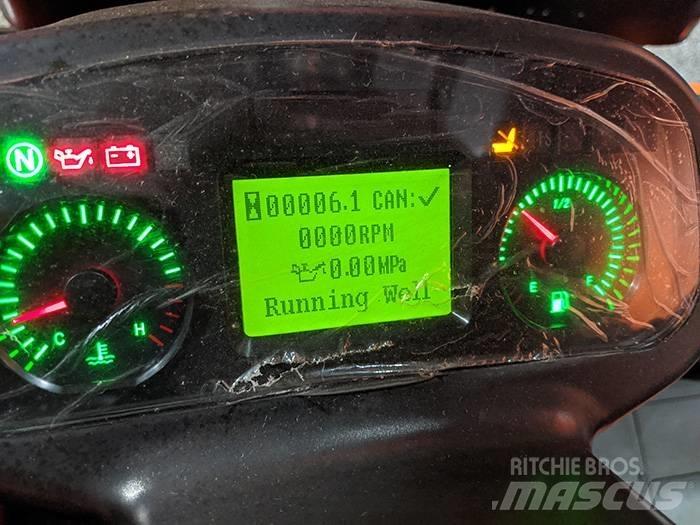 N
00006.1 CAN:✓
0000RPM
0.00MPa
Running Well
C H
1/2
E F
RITCHIE BROS.
MASCUS